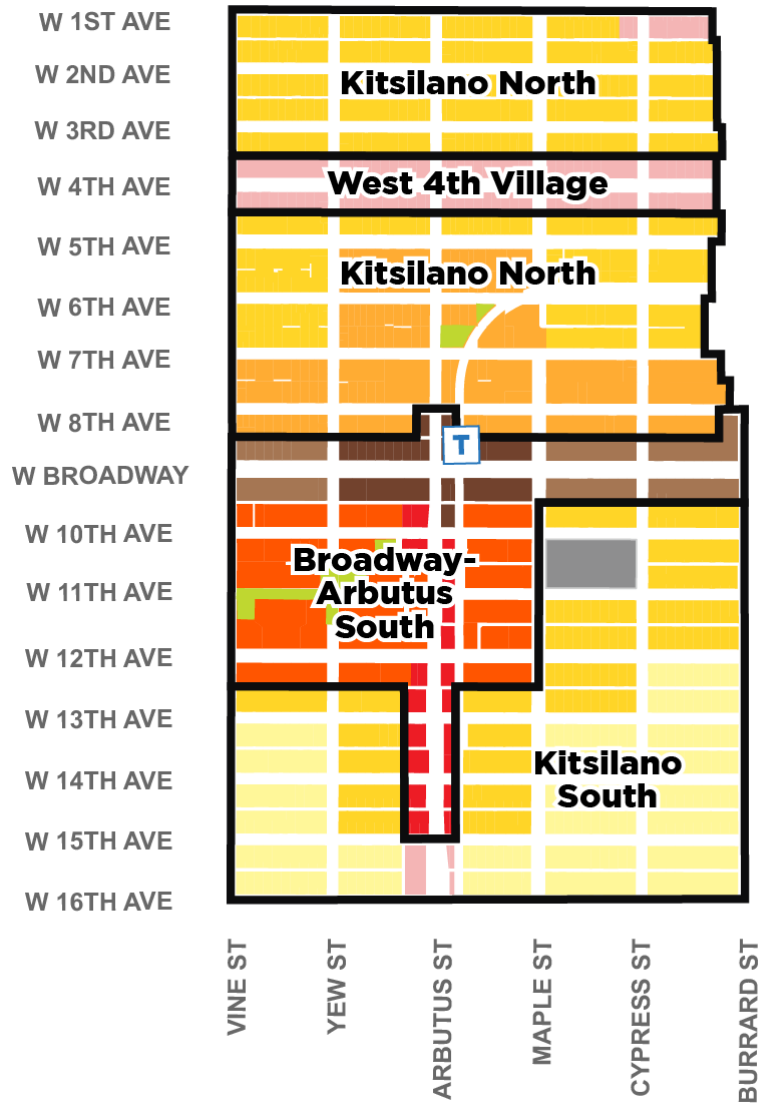 W 1ST AVE
W 2ND AVE
Kitsilano North
W 3RD AVE
W 4TH AVE
West 4th Village
W 5TH AVE
Kitsilano North
W 6TH AVE
W 7TH AVE
W 8TH AVE
T
W BROADWAY
W 10TH AVE
Broadway-
Arbutus
South
W 11TH AVE
W 12TH AVE
W 13TH AVE
Kitsilano
South
W 14TH AVE
W 15TH AVE
W 16TH AVE
VINE ST
YEW ST
ARBUTUS ST
MAPLE ST
CYPRESS ST
BURRARD ST